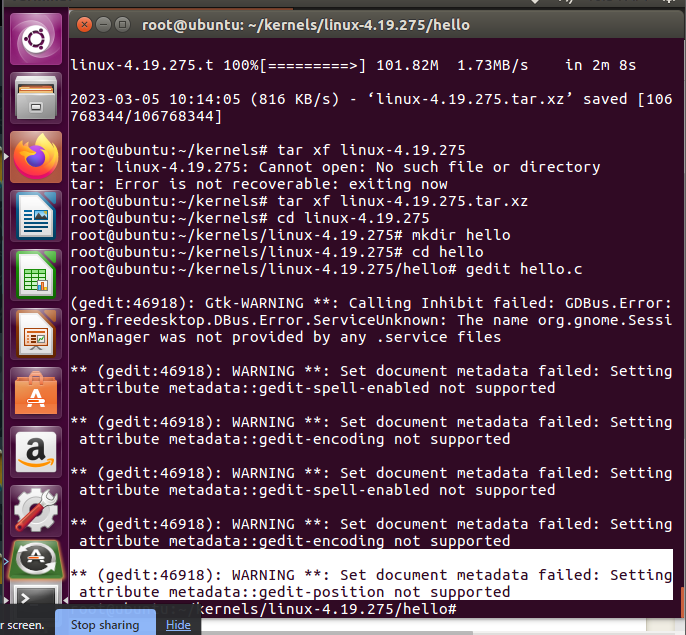 root@ubuntu: ~/kernels/linux-4.19.275/hello
linux-4.19.275.t 100%[=========>] 101.82M  1.73MB/s    in 2m 8s
2023-03-05 10:14:05 (816 KB/s) - ‘linux-4.19.275.tar.xz’ saved [106
768344/106768344]
root@ubuntu:~/kernels# tar xf linux-4.19.275
tar: linux-4.19.275: Cannot open: No such file or directory
tar: Error is not recoverable: exiting now
root@ubuntu:~/kernels# tar xf linux-4.19.275.tar.xz
root@ubuntu:~/kernels# cd linux-4.19.275
root@ubuntu:~/kernels/linux-4.19.275# mkdir hello
root@ubuntu:~/kernels/linux-4.19.275# cd hello
root@ubuntu:~/kernels/linux-4.19.275/hello# gedit hello.c
(gedit:46918): Gtk-WARNING **: Calling Inhibit failed: GDBus.Error:
org.freedesktop.DBus.Error.ServiceUnknown: The name org.gnome.Sessi
onManager was not provided by any .service files
** (gedit:46918): WARNING **: Set document metadata failed: Setting
attribute metadata::gedit-spell-enabled not supported
** (gedit:46918): WARNING **: Set document metadata failed: Setting
attribute metadata::gedit-encoding not supported
** (gedit:46918): WARNING **: Set document metadata failed: Setting
attribute metadata::gedit-spell-enabled not supported
** (gedit:46918): WARNING **: Set document metadata failed: Setting
attribute metadata::gedit-encoding not supported
** (gedit:46918): WARNING **: Set document metadata failed: Setting
attribute metadata::gedit-position not supported
root@ubuntu:~/kernels/linux-4.19.275/hello#
r screen.
Stop sharing
Hide